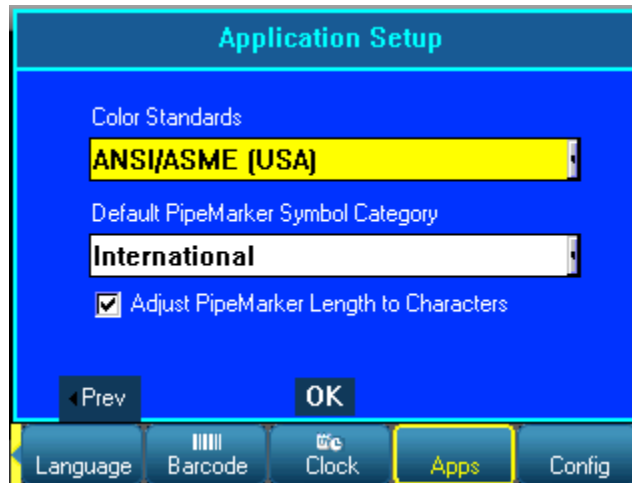 Application Setup
Color Standards
ANSI/ASME (USA)
Default PipeMarker Symbol Category
International
Adjust PipeMarker Length to Characters
Prev OK
Language Barcode Clock Apps Config